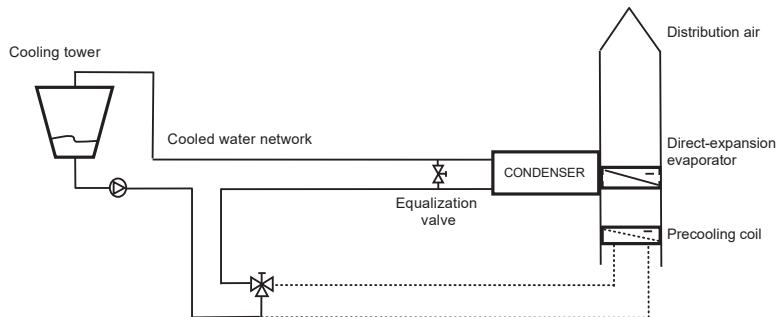 Distribution air
Cooling tower
Cooled water network
Direct-expansion
evaporator
CONDENSER
Equalization
valve
Precooling coil